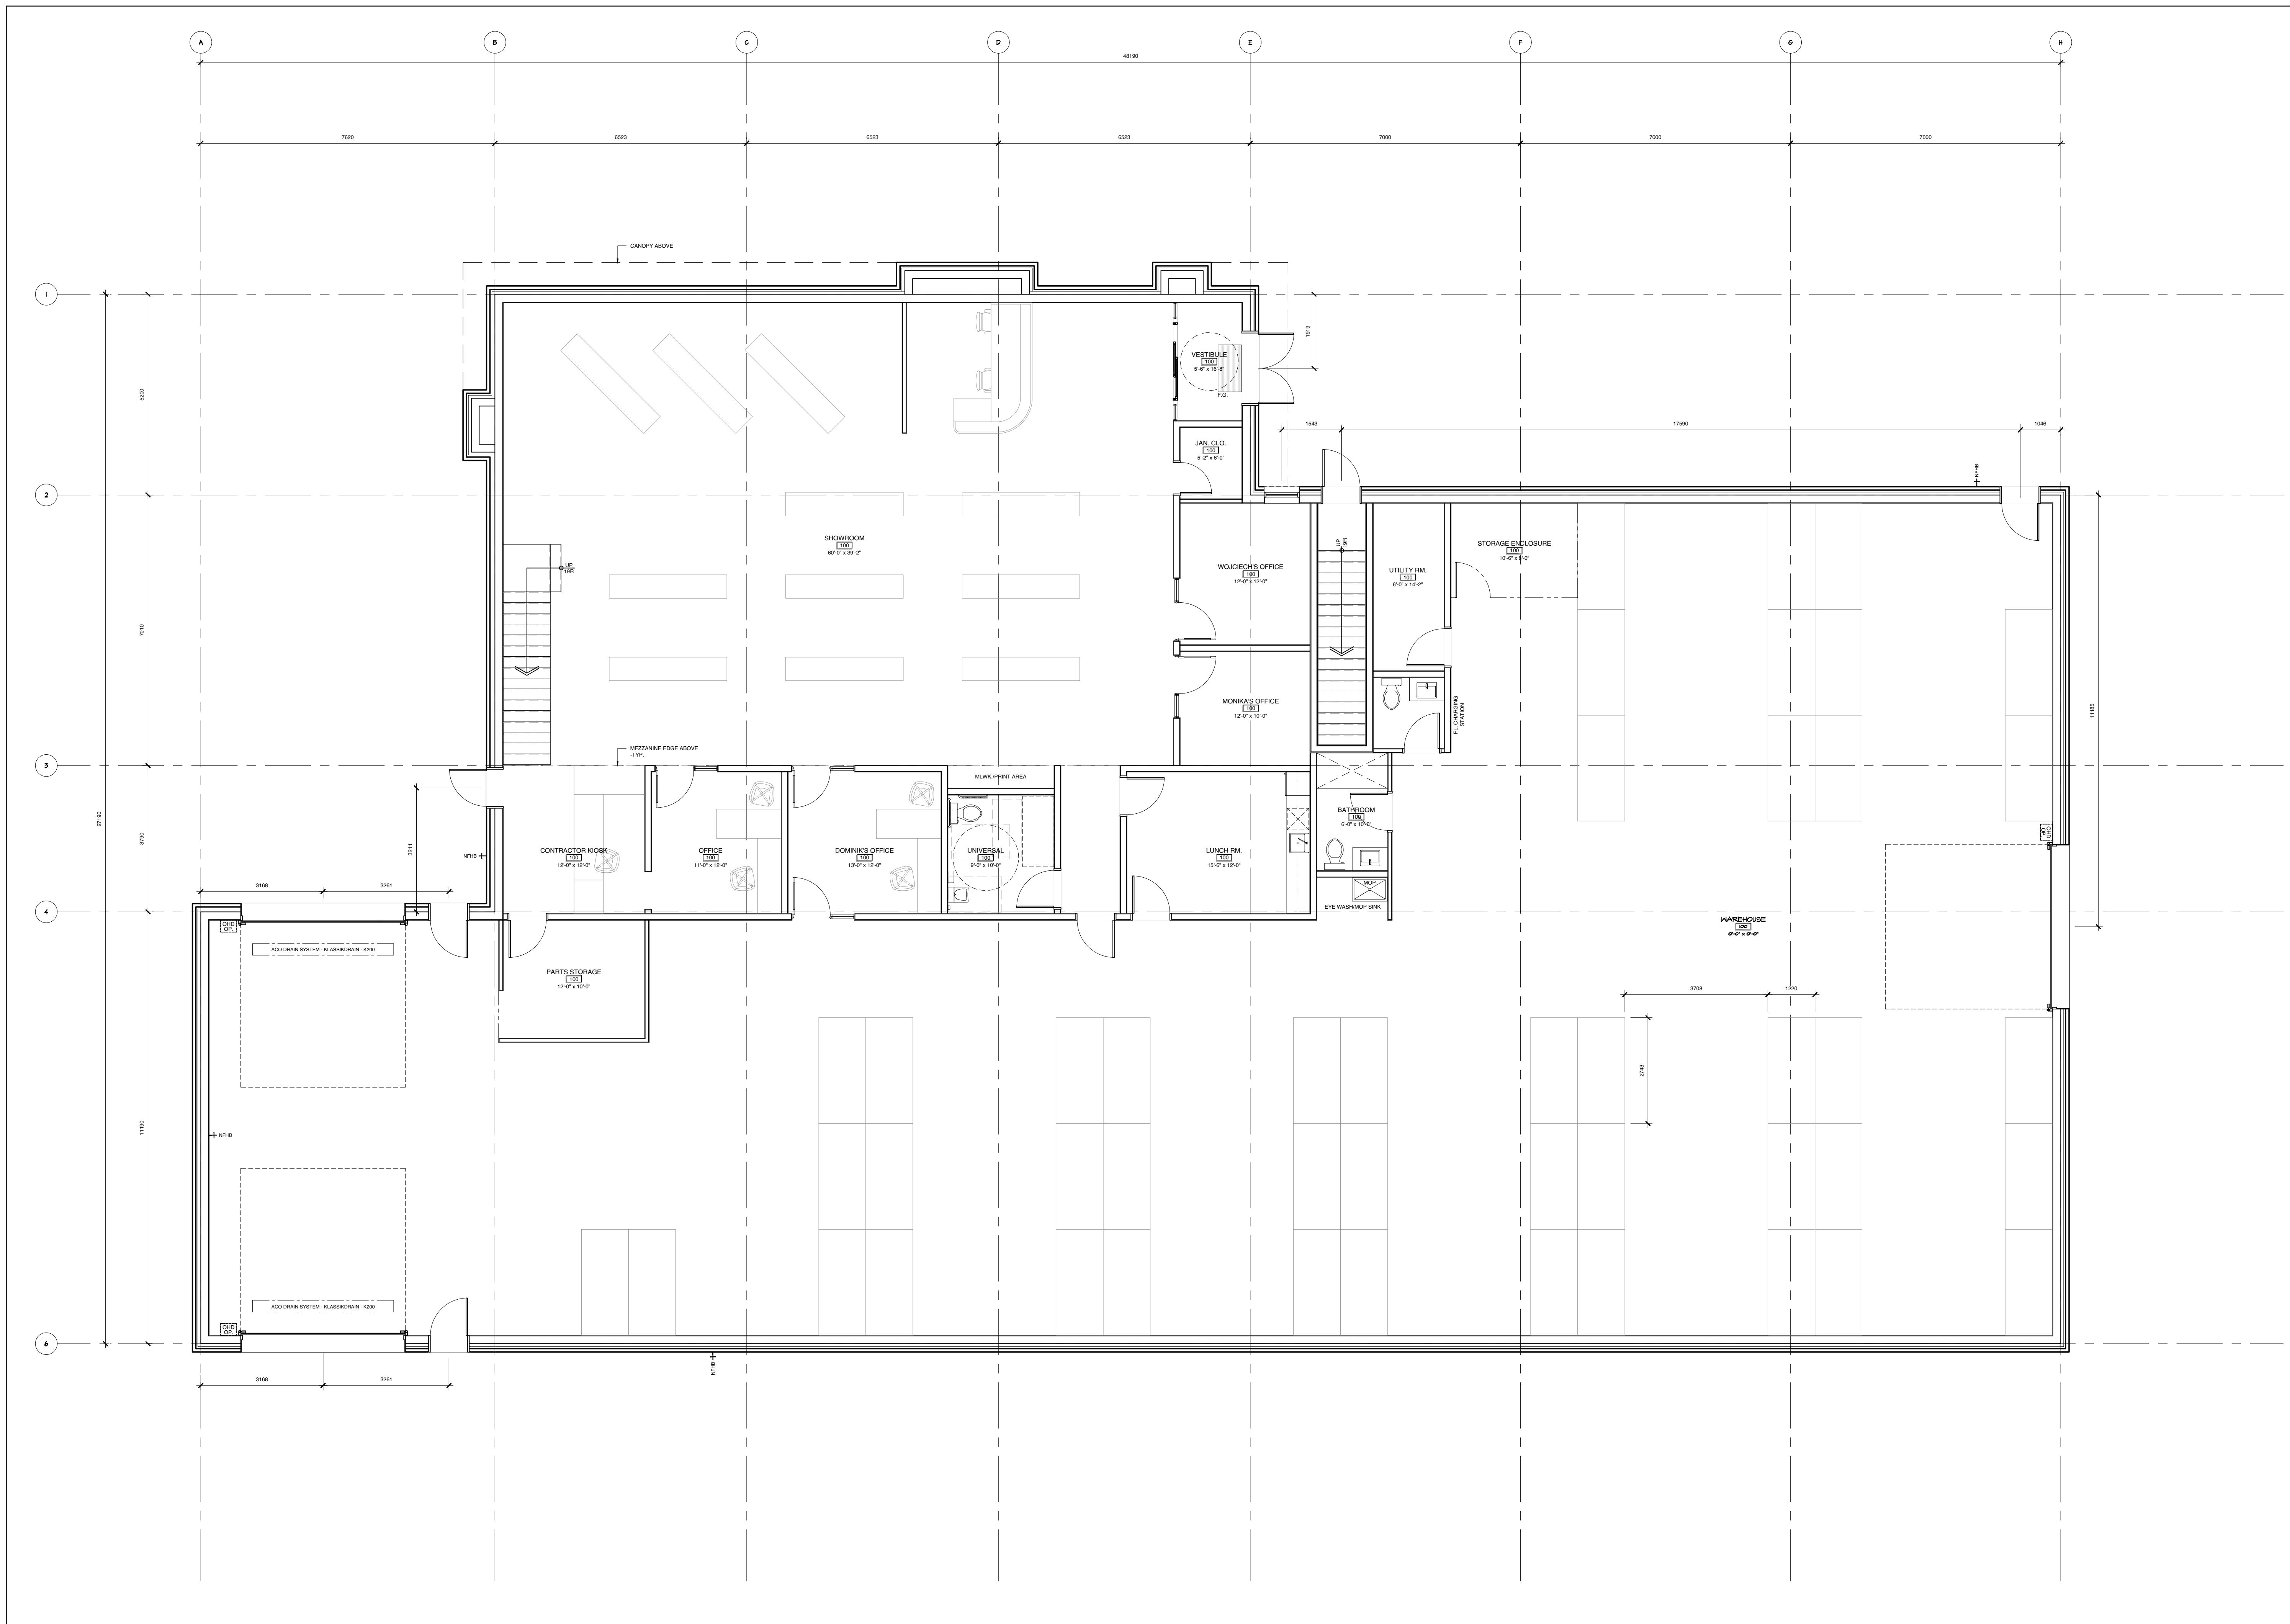 A
B
C
D
E
F
G
H
48190
7620
6523
6523
6523
7000
7000
7000
CANOPY ABOVE
1
1919
VESTIBULE
100
5'-6" x 16'-8"
F.G.
5200
1543
17590
1046
JAN. CLO.
100
5'-2" x 6'-0"
NFHB
2
SHOWROOM
100
60'-0" x 39'-2"
UP
19R
UP
19R
STORAGE ENCLOSURE
100
10'-6" x 8'-0"
WOJCIECH'S OFFICE
100
12'-0" x 12'-0"
UTILITY RM.
100
6'-0" x 14'-2"
7010
MONIKA'S OFFICE
100
12'-0" x 10'-0"
FL. CHARGING
STATION
11185
MEZZANINE EDGE ABOVE
-TYP.
3
MLWK./PRINT AREA
27190
3790
3211
BATHROOM
100
6'-0" x 10'-0"
OHD
OP.
NFHB
CONTRACTOR KIOSK
100
12'-0" x 12'-0"
OFFICE
100
11'-0" x 12'-0"
DOMINIK'S OFFICE
100
13'-0" x 12'-0"
UNIVERSAL
100
9'-0" x 10'-0"
LUNCH RM.
100
15'-6" x 12'-0"
3168
3261
MOP
EYE WASH/MOP SINK
4
WAREHOUSE
100
0'-0" x 0'-0"
OHD
OP.
ACO DRAIN SYSTEM - KLASSIKDRAIN - K200
PARTS STORAGE
100
12'-0" x 10'-0"
3708
1220
2743
11190
NFHB
ACO DRAIN SYSTEM - KLASSIKDRAIN - K200
OHD
OP.
6
NFHB
3168
3261